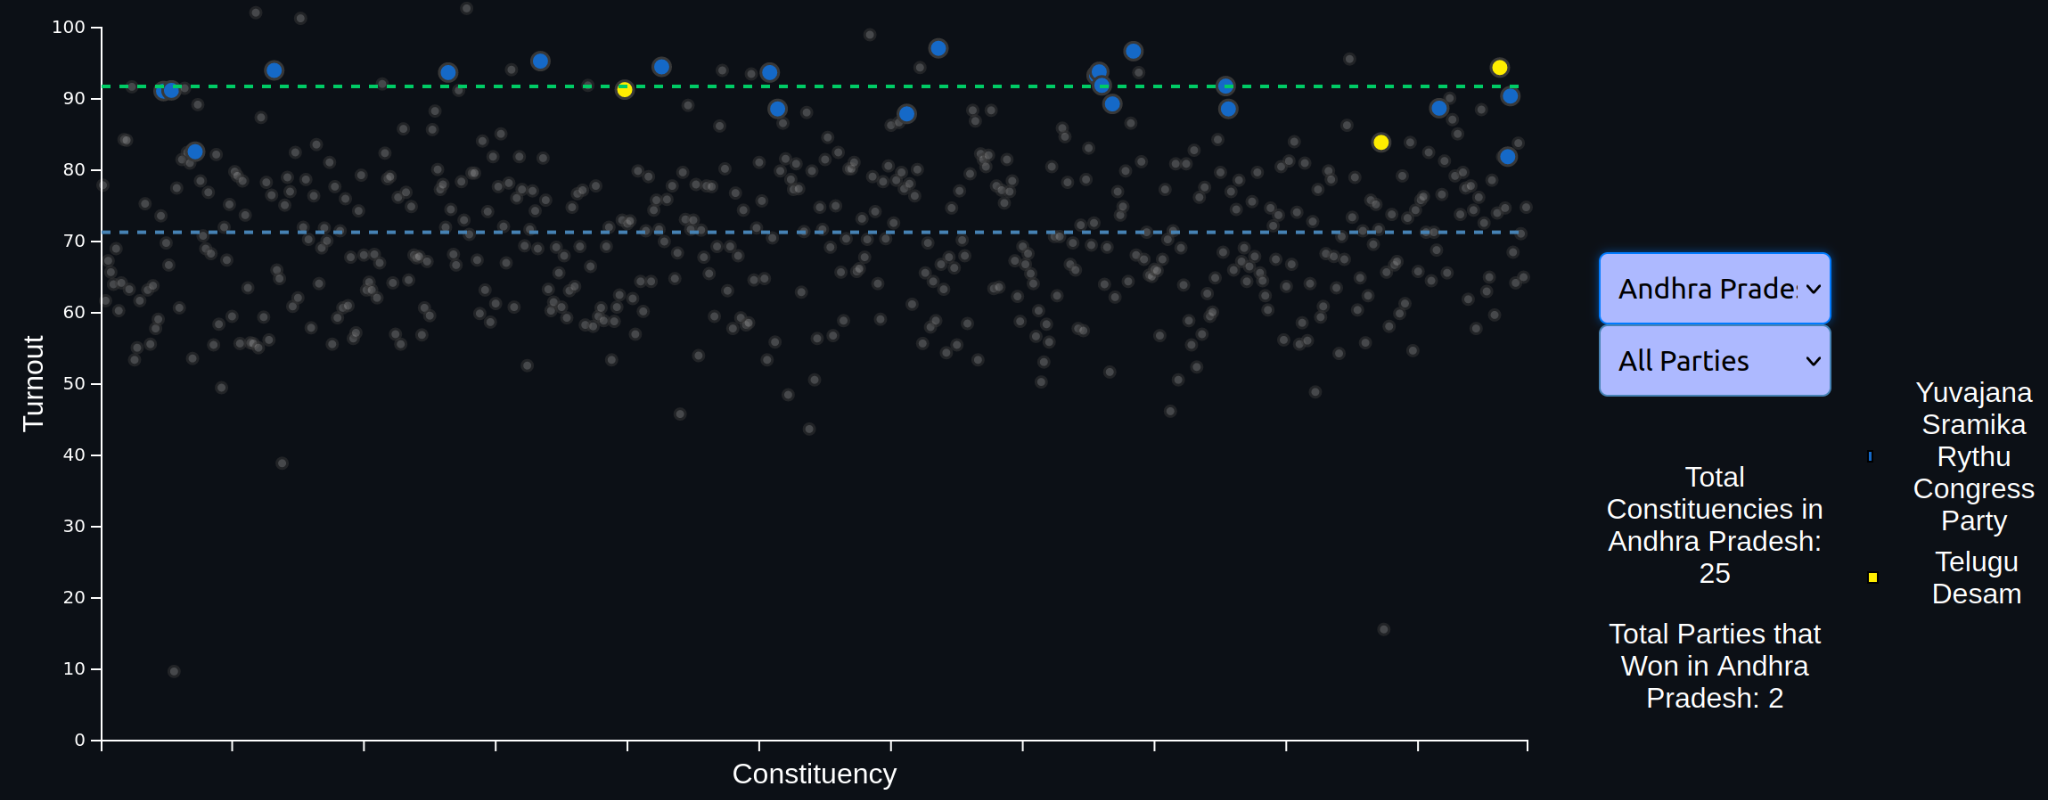 100
90
80
70
60
50
40
30
20
10
0
Turnout
Constituency
Andhra Prade
All Parties
Total
Constituencies in
Andhra Pradesh:
25
Total Parties that
Won in Andhra
Pradesh: 2
Yuvajana
Sramika
Rythu
Congress
Party
Telugu
Desam